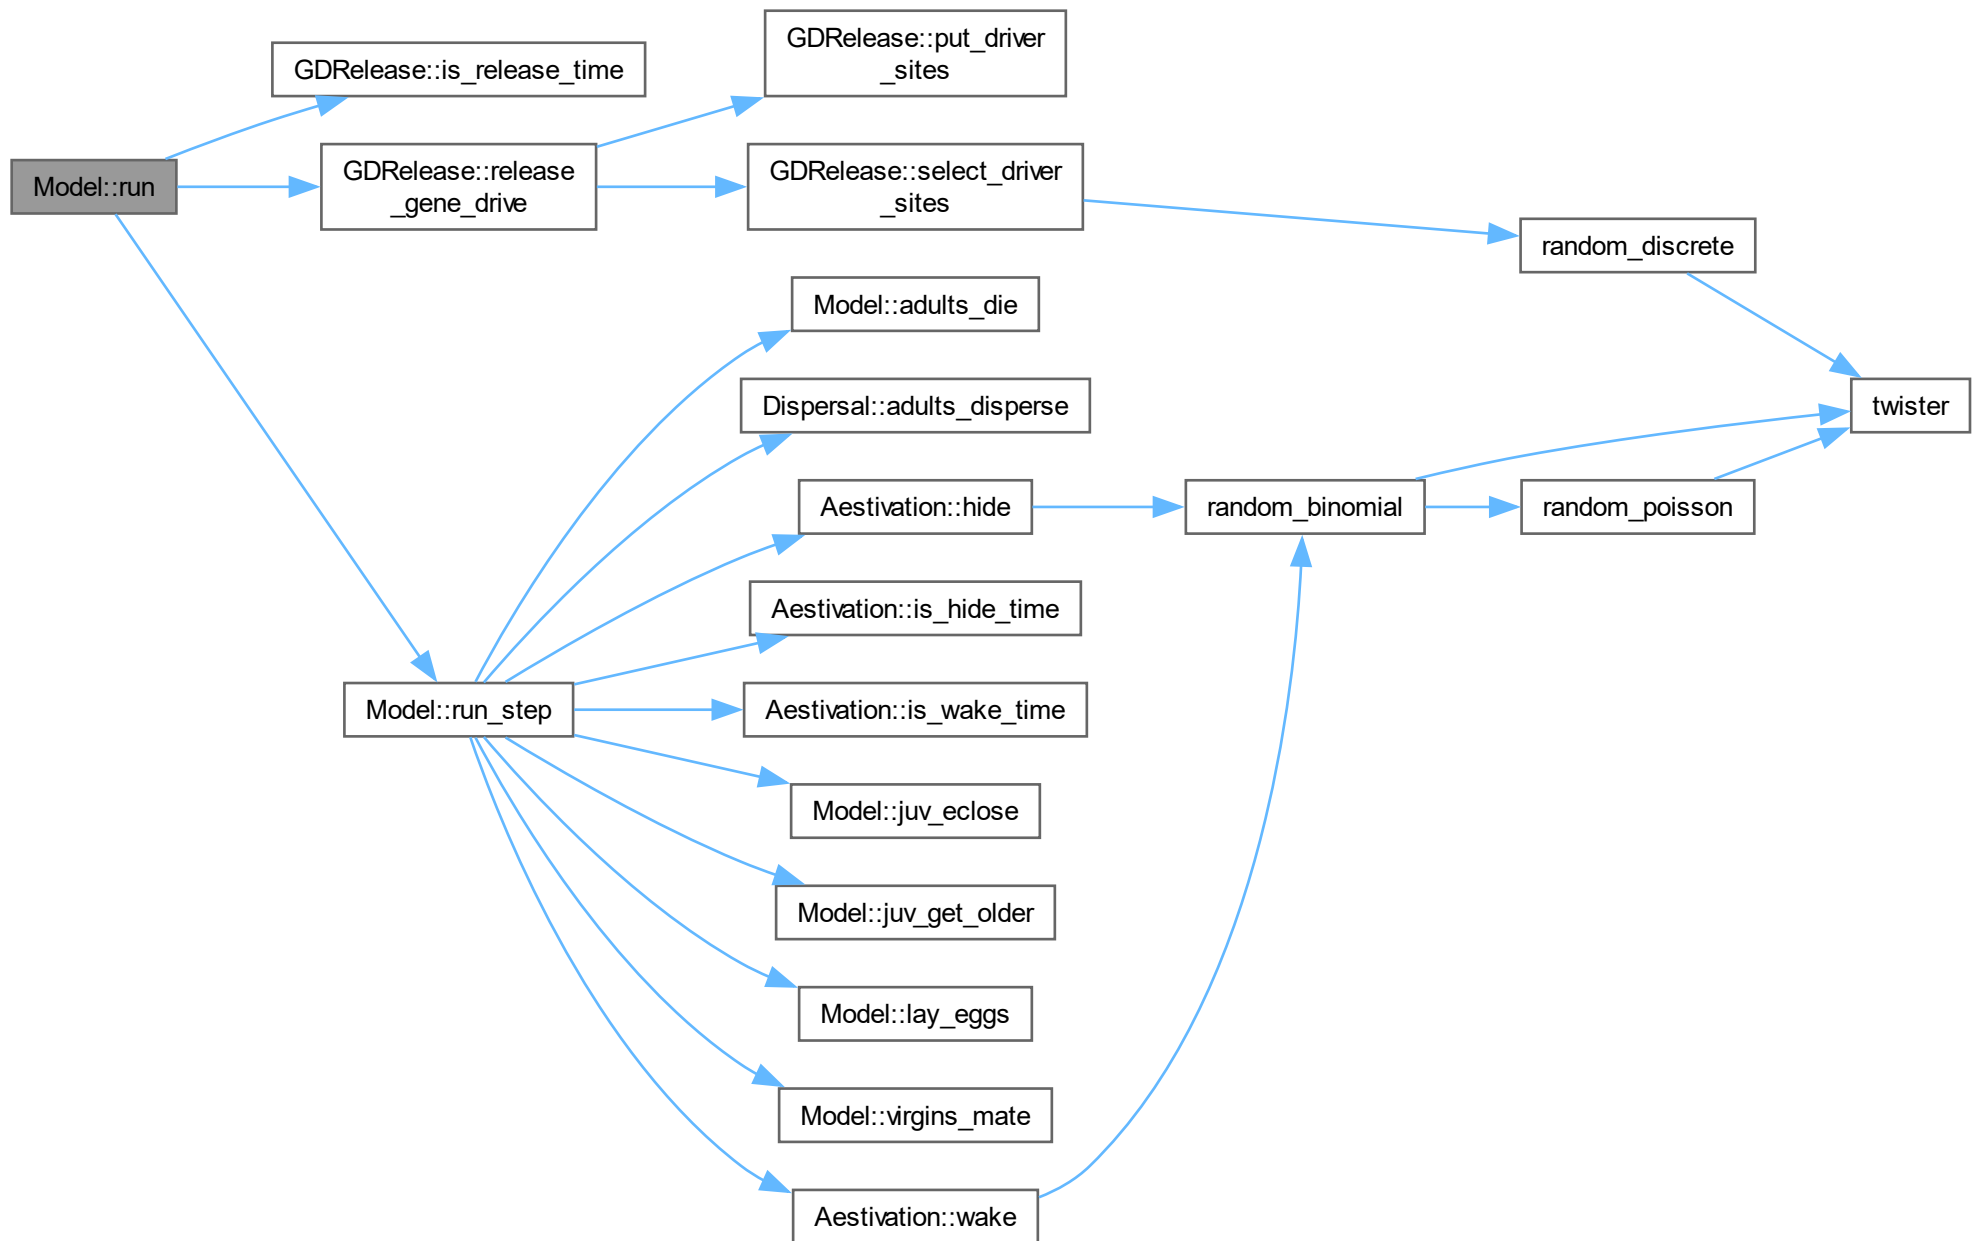 GDRelease::put_driver
_sites
GDRelease::is_release_time
Model::run
GDRelease::release
_gene_drive
GDRelease::select_driver
_sites
random_discrete
Model::adults_die
Dispersal::adults_disperse
twister
Aestivation::hide
random_binomial
random_poisson
Aestivation::is_hide_time
Model::run_step
Aestivation::is_wake_time
Model::juv_eclose
Model::juv_get_older
Model::lay_eggs
Model::virgins_mate
Aestivation::wake